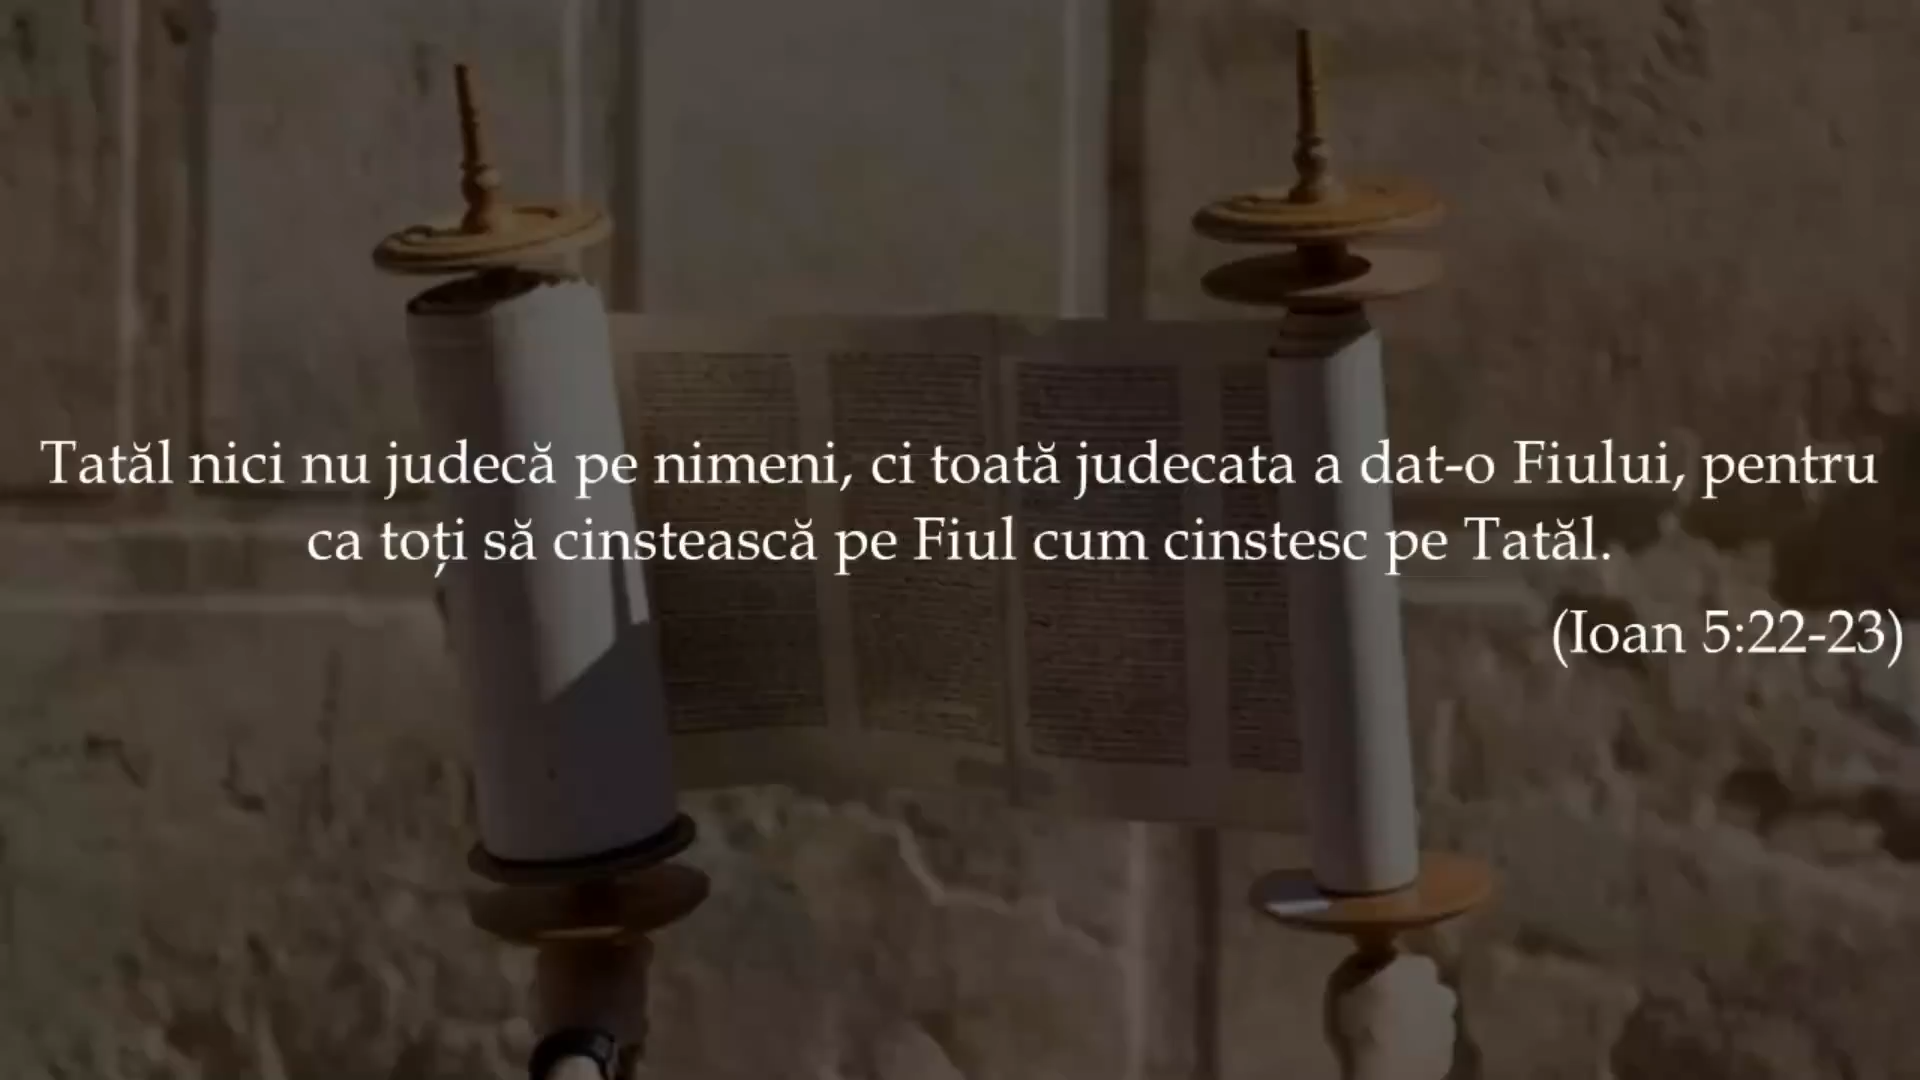 Tatăl nici nu judecă pe nimeni, ci toată judecata a dat-o Fiului, pentru
ca toți să cinstească pe Fiul cum cinstesc pe Tatăl.
(Ioan 5:22-23)